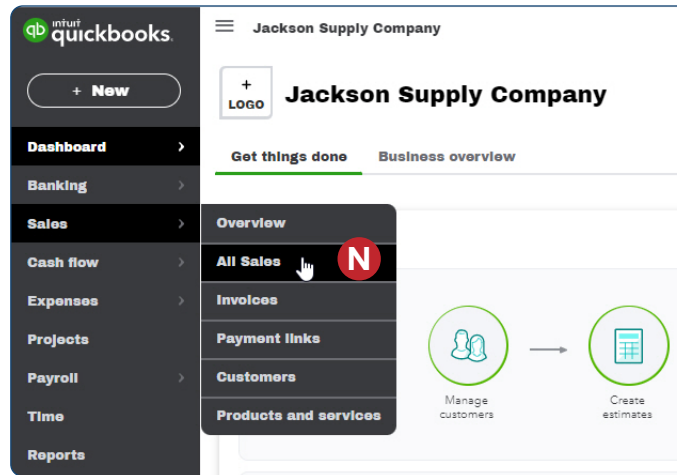 qb intuit quickbooks.
Jackson Supply Company
+ New
+ LOGO
Jackson Supply Company
Get things done
Business overview
Dashboard
Banking
Sales
Cash flow
Expenses
Projects
Payroll
Time
Reports
Overview
All Sales
N
Invoices
Payment links
Customers
Products and services
Manage
customers
Create
estimates